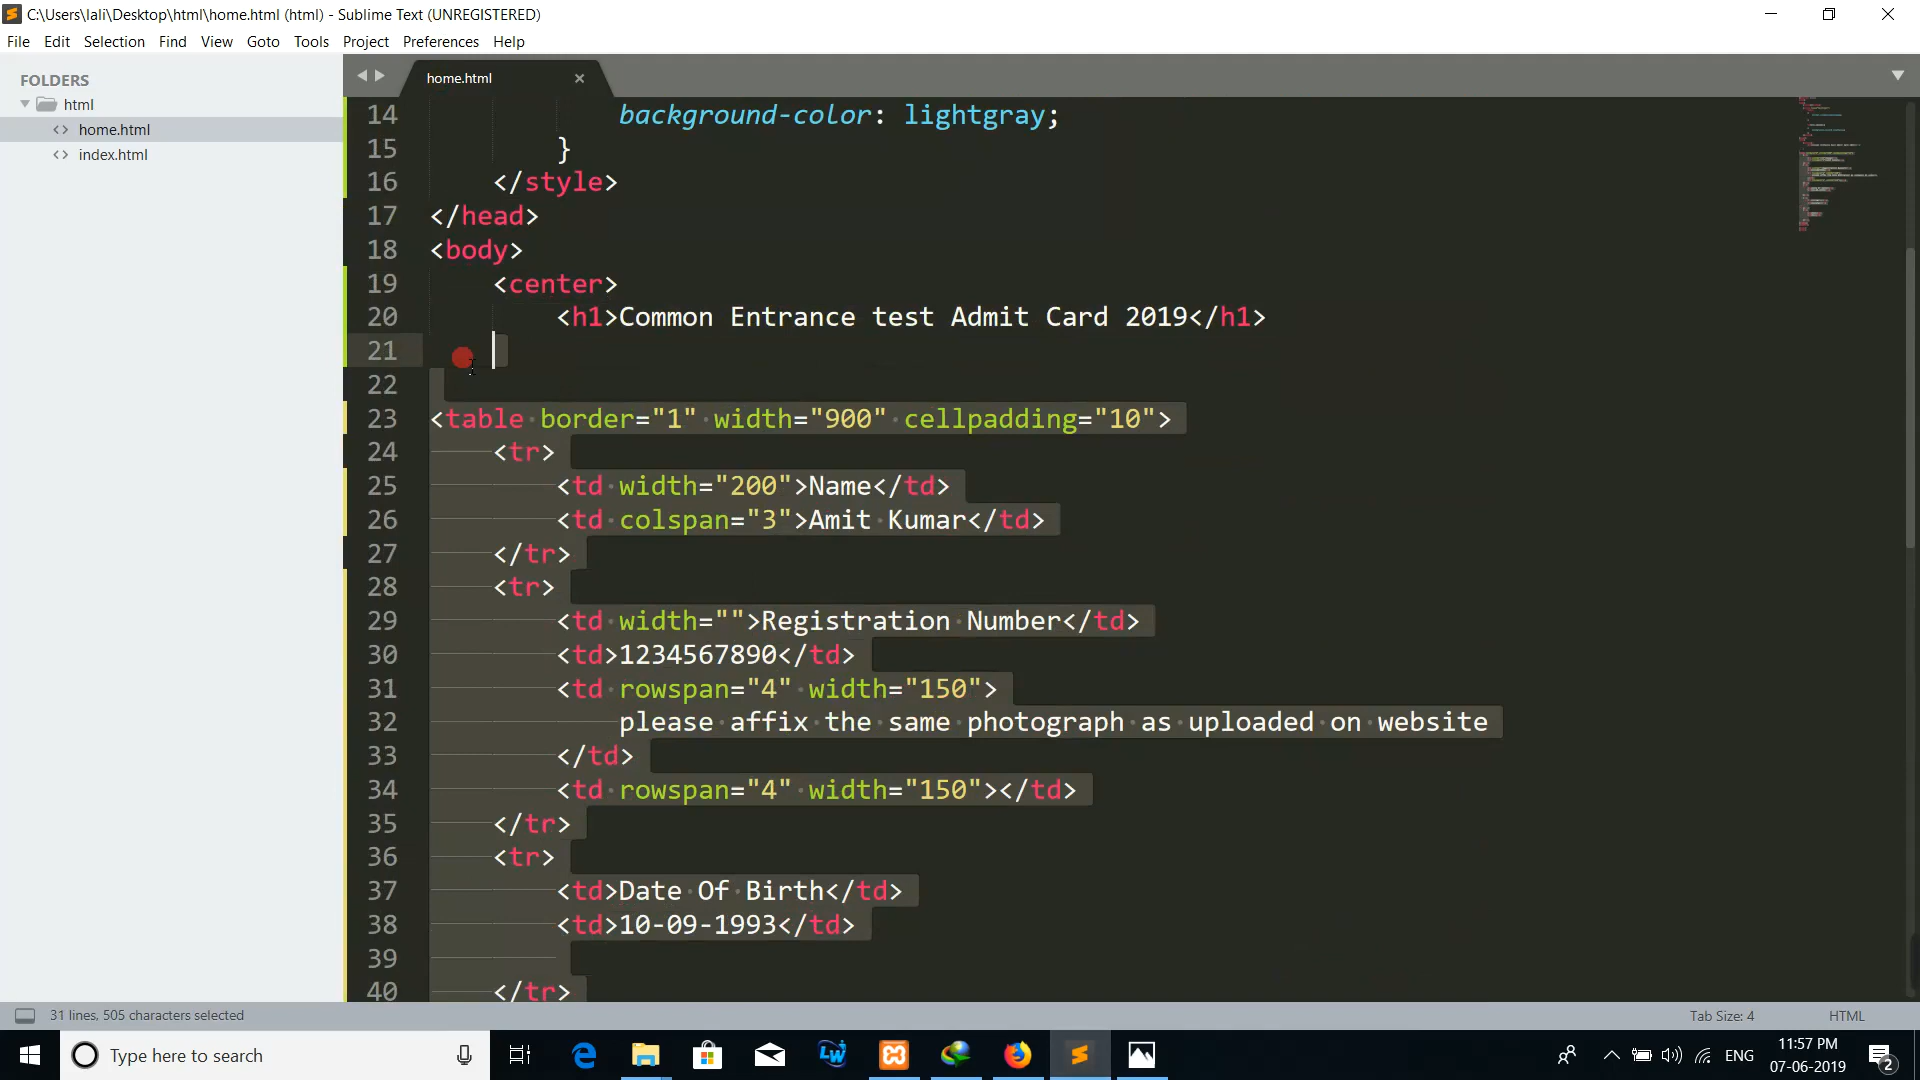 C:\Users\lali\Desktop\html\home.html (html) - Sublime Text (UNREGISTERED)
File Edit Selection Find View Goto Tools Project Preferences Help
FOLDERS
html
home.html
index.html
home.html
14 background-color: lightgray;
15 }
16 </style>
17 </head>
18 <body>
19 <center>
20 <h1>Common Entrance test Admit Card 2019</h1>
21
22
23 <table border="1" width="900" cellpadding="10">
24 <tr>
25 <td width="200">Name</td>
26 <td colspan="3">Amit Kumar</td>
27 </tr>
28 <tr>
29 <td width="">Registration Number</td>
30 <td>1234567890</td>
31 <td rowspan="4" width="150">
32 please affix the same photograph as uploaded on website
33 </td>
34 <td rowspan="4" width="150"></td>
35 </tr>
36 <tr>
37 <td>Date Of Birth</td>
38 <td>10-09-1993</td>
39
40 </tr>
31 lines, 505 characters selected
Tab Size: 4 HTML
Type here to search
LW
ENG
11:57 PM
07-06-2019
2